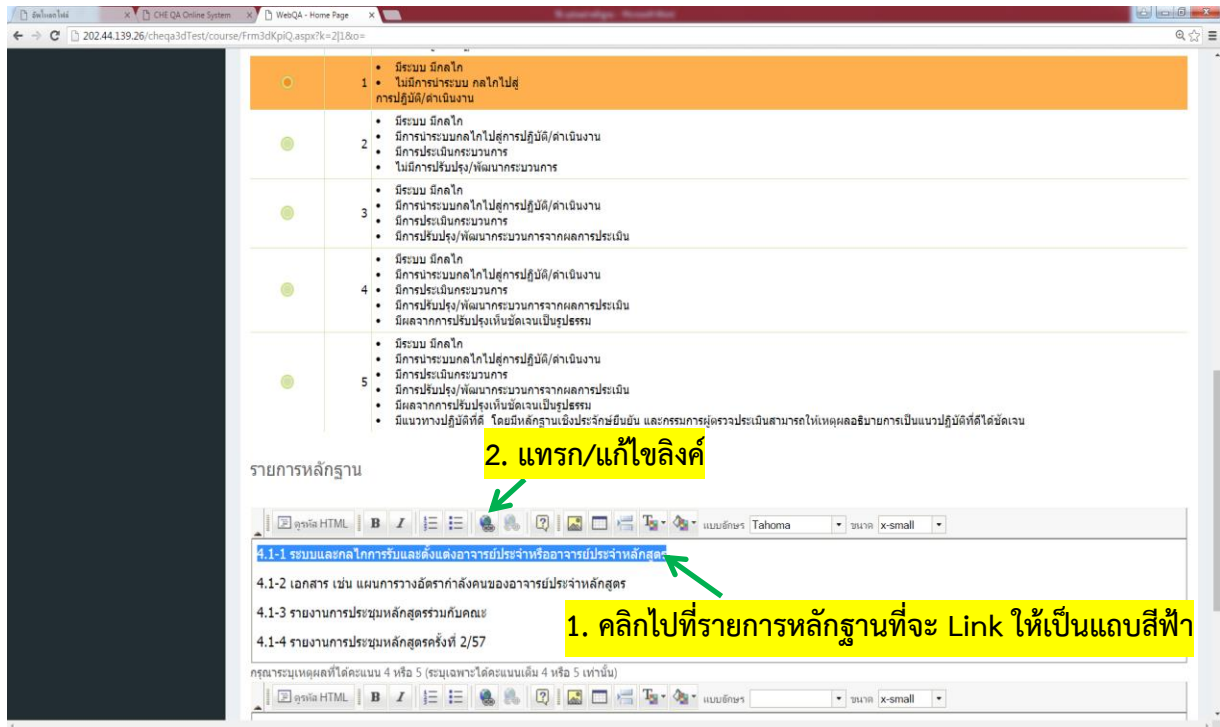 อัพโหลดไฟล์
CHE QA Online System
WebQA - Home Page
202.44.139.26/cheqa3dTest/course/Frm3dKpiQ.aspx?k=2|1&o=
1
• มีระบบ มีกลไก
• ไม่มีการนำระบบ กลไกไปสู่
การปฏิบัติ/ดำเนินงาน
2
• มีระบบ มีกลไก
• มีการนำระบบกลไกไปสู่การปฏิบัติ/ดำเนินงาน
• มีการประเมินกระบวนการ
• ไม่มีการปรับปรุง/พัฒนากระบวนการ
3
• มีระบบ มีกลไก
• มีการนำระบบกลไกไปสู่การปฏิบัติ/ดำเนินงาน
• มีการประเมินกระบวนการ
• มีการปรับปรุง/พัฒนากระบวนการจากผลการประเมิน
4
• มีระบบ มีกลไก
• มีการนำระบบกลไกไปสู่การปฏิบัติ/ดำเนินงาน
• มีการประเมินกระบวนการ
• มีการปรับปรุง/พัฒนากระบวนการจากผลการประเมิน
• มีผลจากการปรับปรุงเห็นชัดเจนเป็นรูปธรรม
5
• มีระบบ มีกลไก
• มีการนำระบบกลไกไปสู่การปฏิบัติ/ดำเนินงาน
• มีการประเมินกระบวนการ
• มีการปรับปรุง/พัฒนากระบวนการจากผลการประเมิน
• มีผลจากการปรับปรุงเห็นชัดเจนเป็นรูปธรรม
• มีแนวทางปฏิบัติที่ดี โดยมีหลักฐานเชิงประจักษ์ยืนยัน และกรรมการผู้ตรวจประเมินสามารถให้เหตุผลอธิบายการเป็นแนวปฏิบัติที่ดีได้ชัดเจน
2. แทรก/แก้ไขลิงค์
รายการหลักฐาน
ดูรหัส HTML B I แบบอักษร Tahoma ขนาด x-small
4.1-1 ระบบและกลไกการรับและตั้งแต่งอาจารย์ประจำหรืออาจารย์ประจำหลักสูตร
4.1-2 เอกสาร เช่น แผนการวางอัตรากำลังคนของอาจารย์ประจำหลักสูตร
4.1-3 รายงานการประชุมหลักสูตรร่วมกับคณะ
1. คลิกไปที่รายการหลักฐานที่จะ Link ให้เป็นแถบสีฟ้า
4.1-4 รายงานการประชุมหลักสูตรครั้งที่ 2/57
กรุณาระบุเหตุผลที่ได้คะแนน 4 หรือ 5 (ระบุเฉพาะได้คะแนนเต็ม 4 หรือ 5 เท่านั้น)
ดูรหัส HTML B I แบบอักษร ขนาด x-small